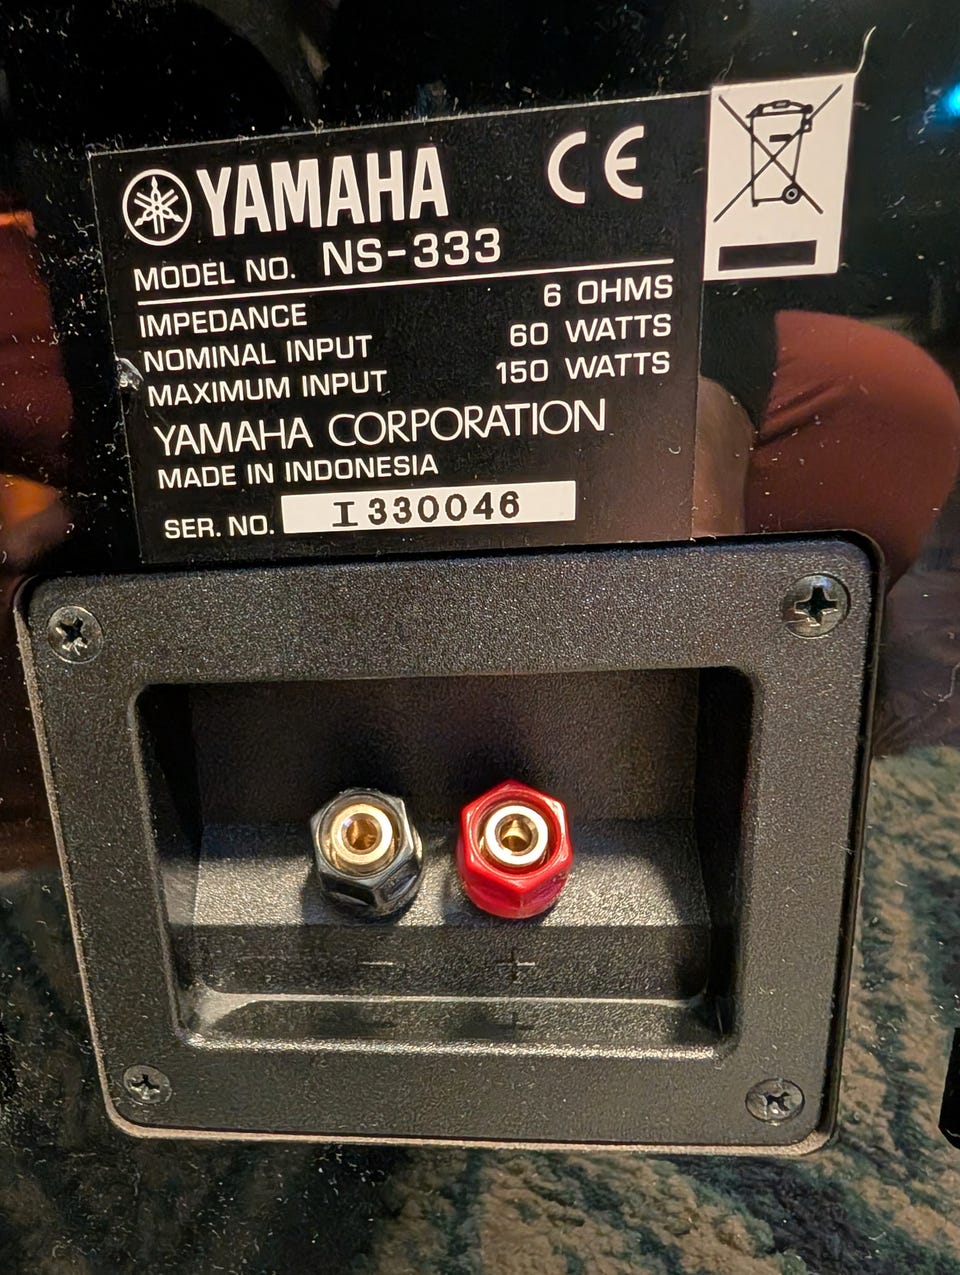 YAMAHA CE
MODEL NO. NS-333
IMPEDANCE 6 OHMS
NOMINAL INPUT 60 WATTS
MAXIMUM INPUT 150 WATTS
YAMAHA CORPORATION
MADE IN INDONESIA
SER. NO. I330046
− +